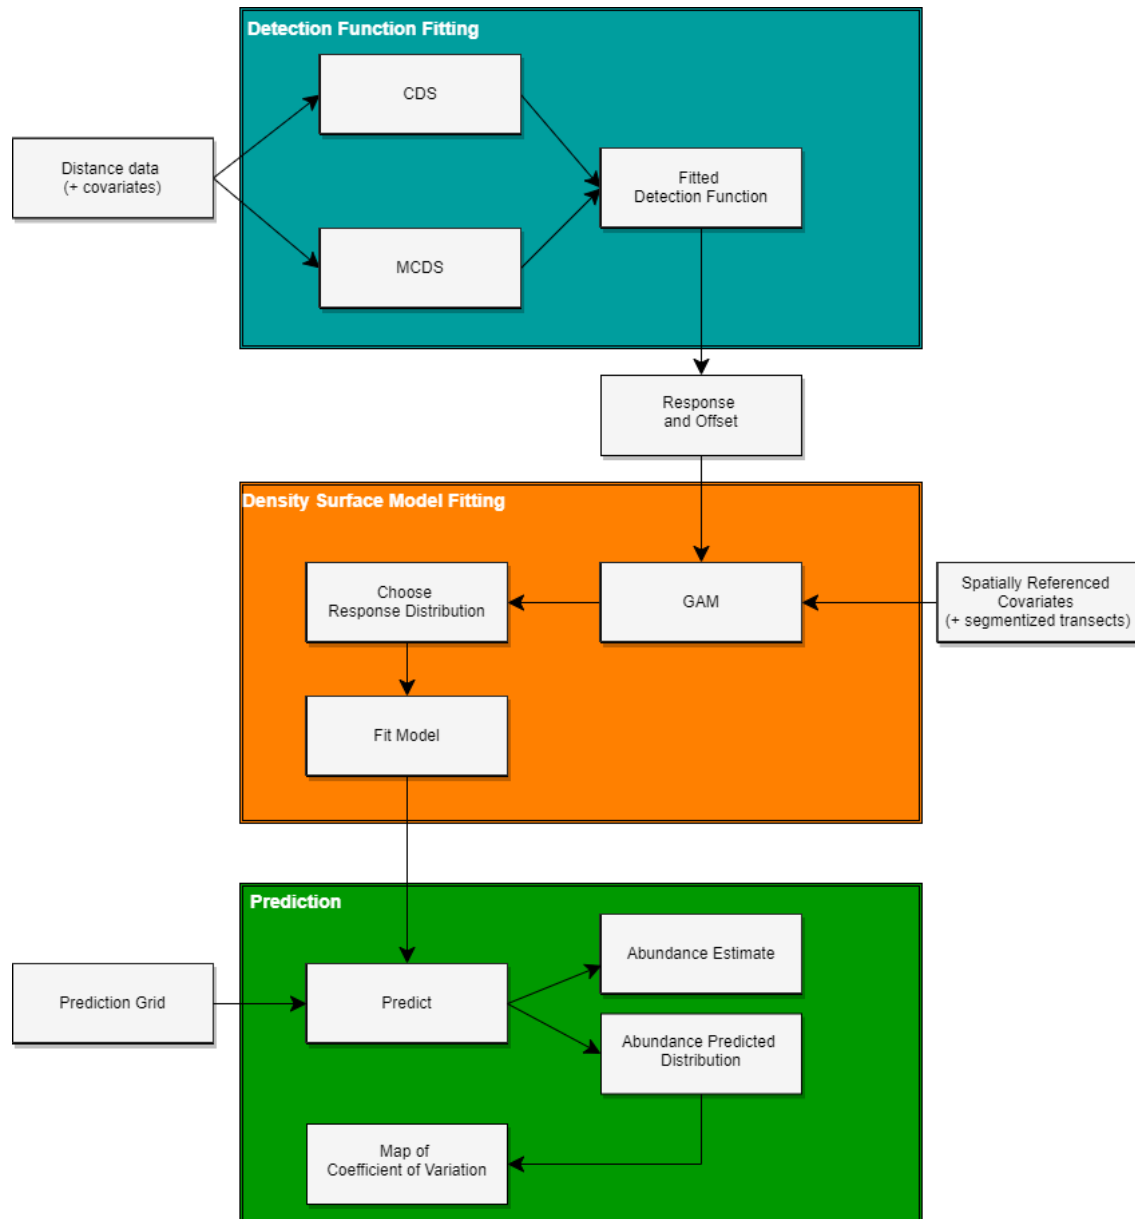 Detection Function Fitting
CDS
Distance data
(+ covariates)
Fitted
Detection Function
MCDS
Response
and Offset
Density Surface Model Fitting
Choose
Response Distribution
GAM
Spatially Referenced
Covariates
(+ segmentized transects)
Fit Model
Prediction
Abundance Estimate
Prediction Grid
Predict
Abundance Predicted
Distribution
Map of
Coefficient of Variation